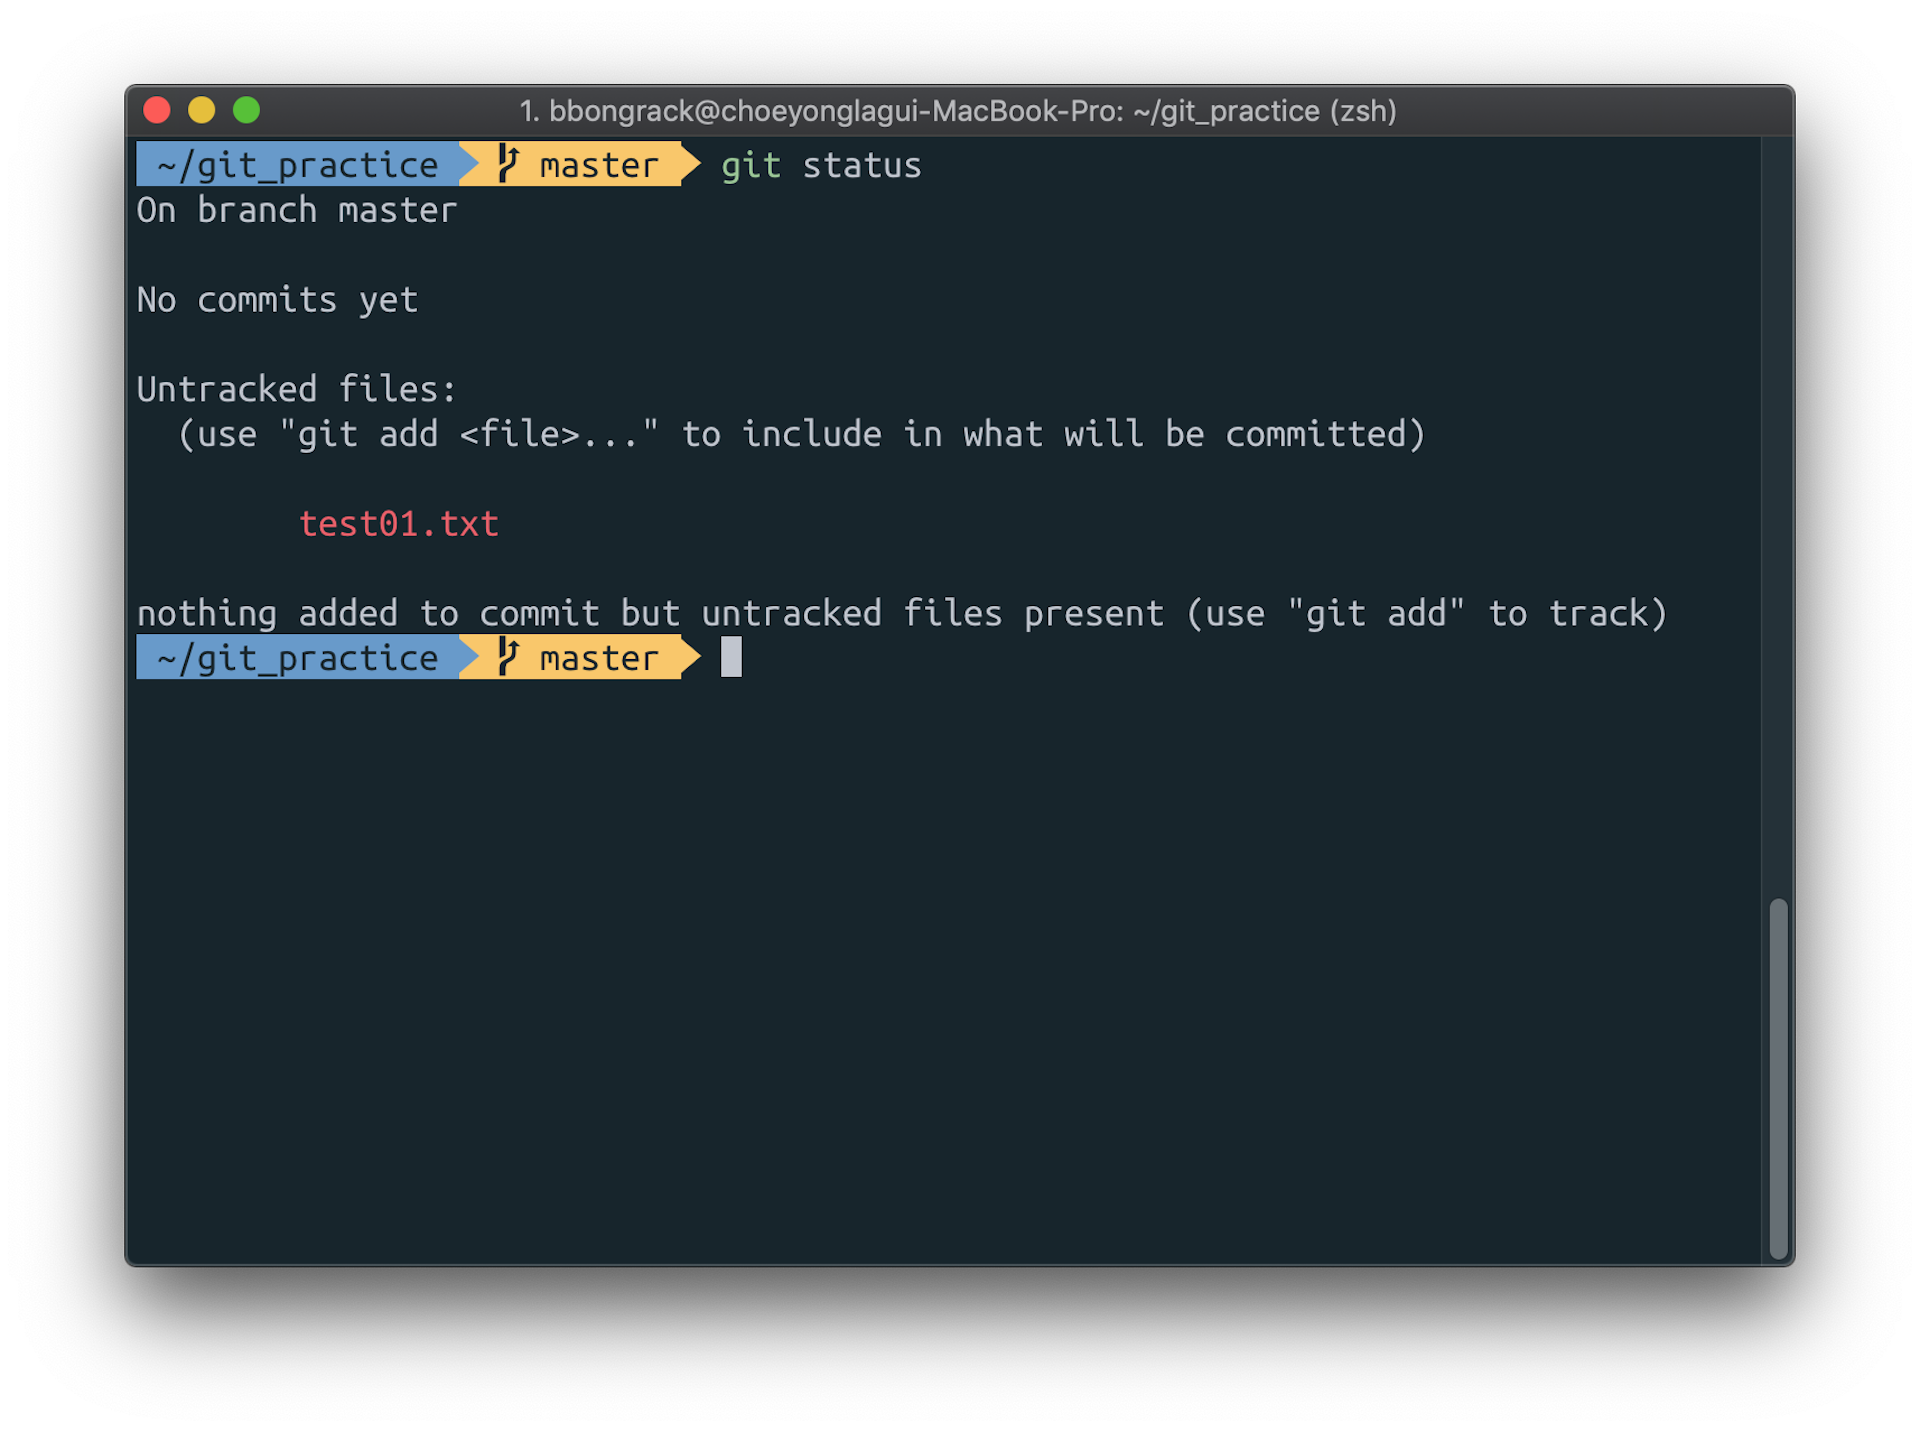 1. bbongrack@choeyonglagui-MacBook-Pro: ~/git_practice (zsh)
~/git_practice master git status
On branch master
No commits yet
Untracked files:
(use "git add <file>..." to include in what will be committed)
test01.txt
nothing added to commit but untracked files present (use "git add" to track)
~/git_practice master